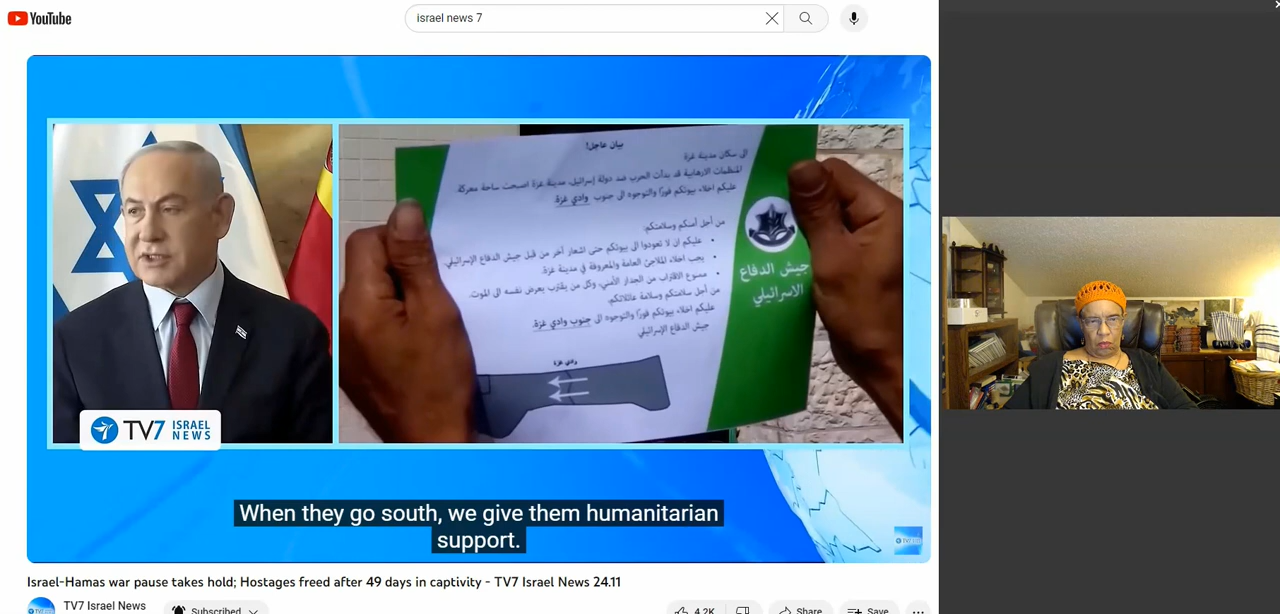 YouTube
israel news 7
بيان عاجل!
الى سكان مدينة غزة
المنظمات الارهابية قد بدأت الحرب ضد دولة إسرائيل، مدينة غزة اصبحت ساحة معركة
عليكم اخلاء بيوتكم فورًا والتوجه الى جنوب وادي غزة.
من أجل أمنكم وسلامتكم:
• عليكم ان لا تعودوا الى بيوتكم حتى اشعار آخر من قبل جيش الدفاع الإسرائيلي.
• يجب اخلاء الملاجئ العامة والمعروفة في مدينة غزة.
• ممنوع الاقتراب من الجدار الأمني، وكل من يقترب يعرض نفسه الى الموت.
من أجل سلامتكم وسلامة عائلاتكم،
عليكم اخلاء بيوتكم فورًا والتوجه الى جنوب وادي غزة.
جيش الدفاع الإسرائيلي
وادي غزة
جيش الدفاع
الاسرائيلي
TV7 ISRAEL NEWS
When they go south, we give them humanitarian
support.
Israel-Hamas war pause takes hold; Hostages freed after 49 days in captivity - TV7 Israel News 24.11
TV7 Israel News
Subscribed
4.2K
Share
Save